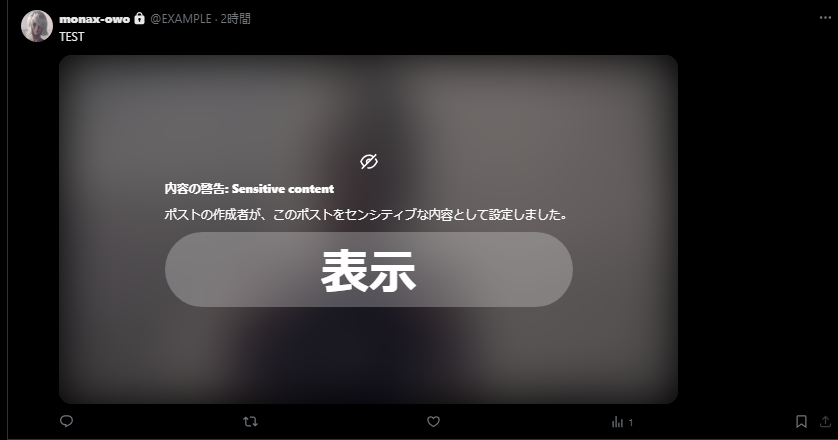 monax-owo @EXAMPLE · 2時間
TEST
内容の警告: Sensitive content
ポストの作成者が、このポストをセンシティブな内容として設定しました。
表示
1